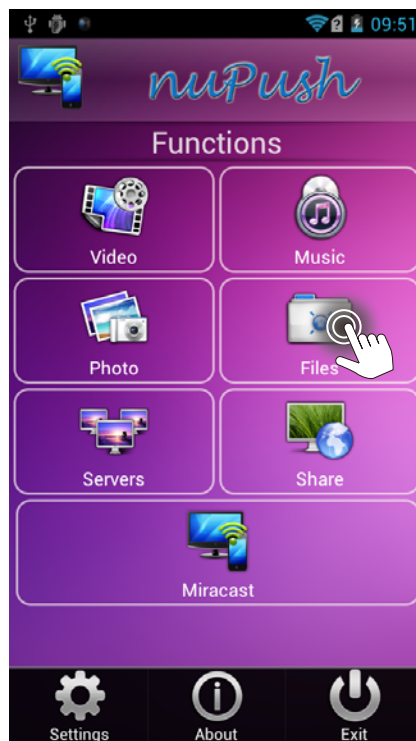 09:51
nuPush
Functions
Video Music
Photo Files
Servers Share
Miracast
Settings About Exit